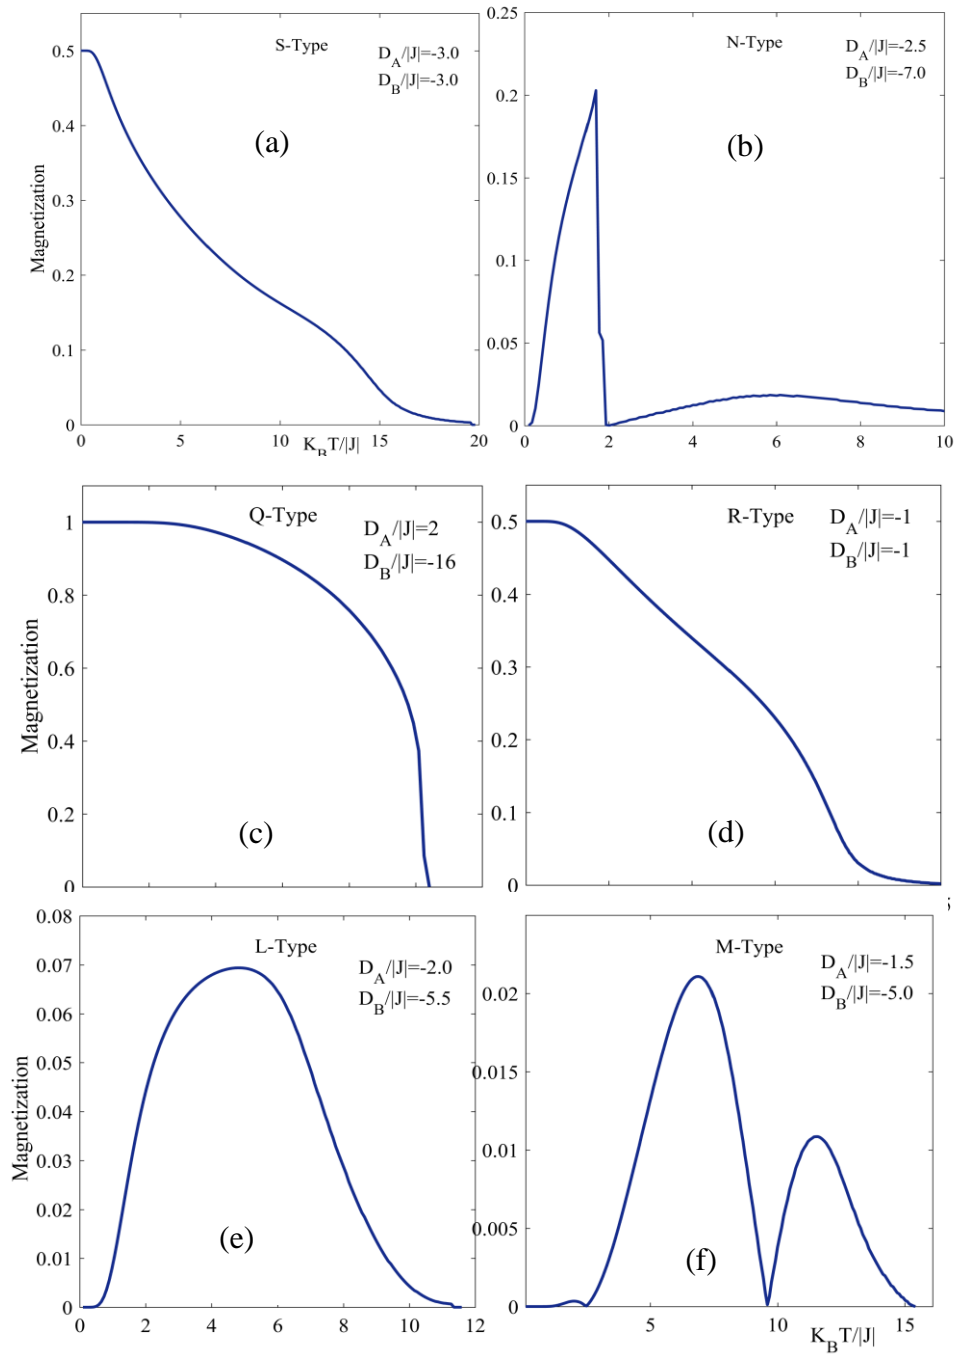 S-Type
D_A/|J|=-3.0
D_B/|J|=-3.0
(a)
Magnetization
0.5
0.4
0.3
0.2
0.1
0
0 5 10 15 20
K_BT/|J|
N-Type
D_A/|J|=-2.5
D_B/|J|=-7.0
(b)
0.25
0.2
0.15
0.1
0.05
0
0 2 4 6 8 10
Q-Type
D_A/|J|=2
D_B/|J|=-16
(c)
Magnetization
1
0.8
0.6
0.4
0.2
0
R-Type
D_A/|J|=-1
D_B/|J|=-1
(d)
0.5
0.4
0.3
0.2
0.1
0
L-Type
D_A/|J|=-2.0
D_B/|J|=-5.5
(e)
Magnetization
0.08
0.07
0.06
0.05
0.04
0.03
0.02
0.01
0
0 2 4 6 8 10 12
M-Type
D_A/|J|=-1.5
D_B/|J|=-5.0
(f)
0.02
0.015
0.01
0.005
0
5 10 15
K_BT/|J|